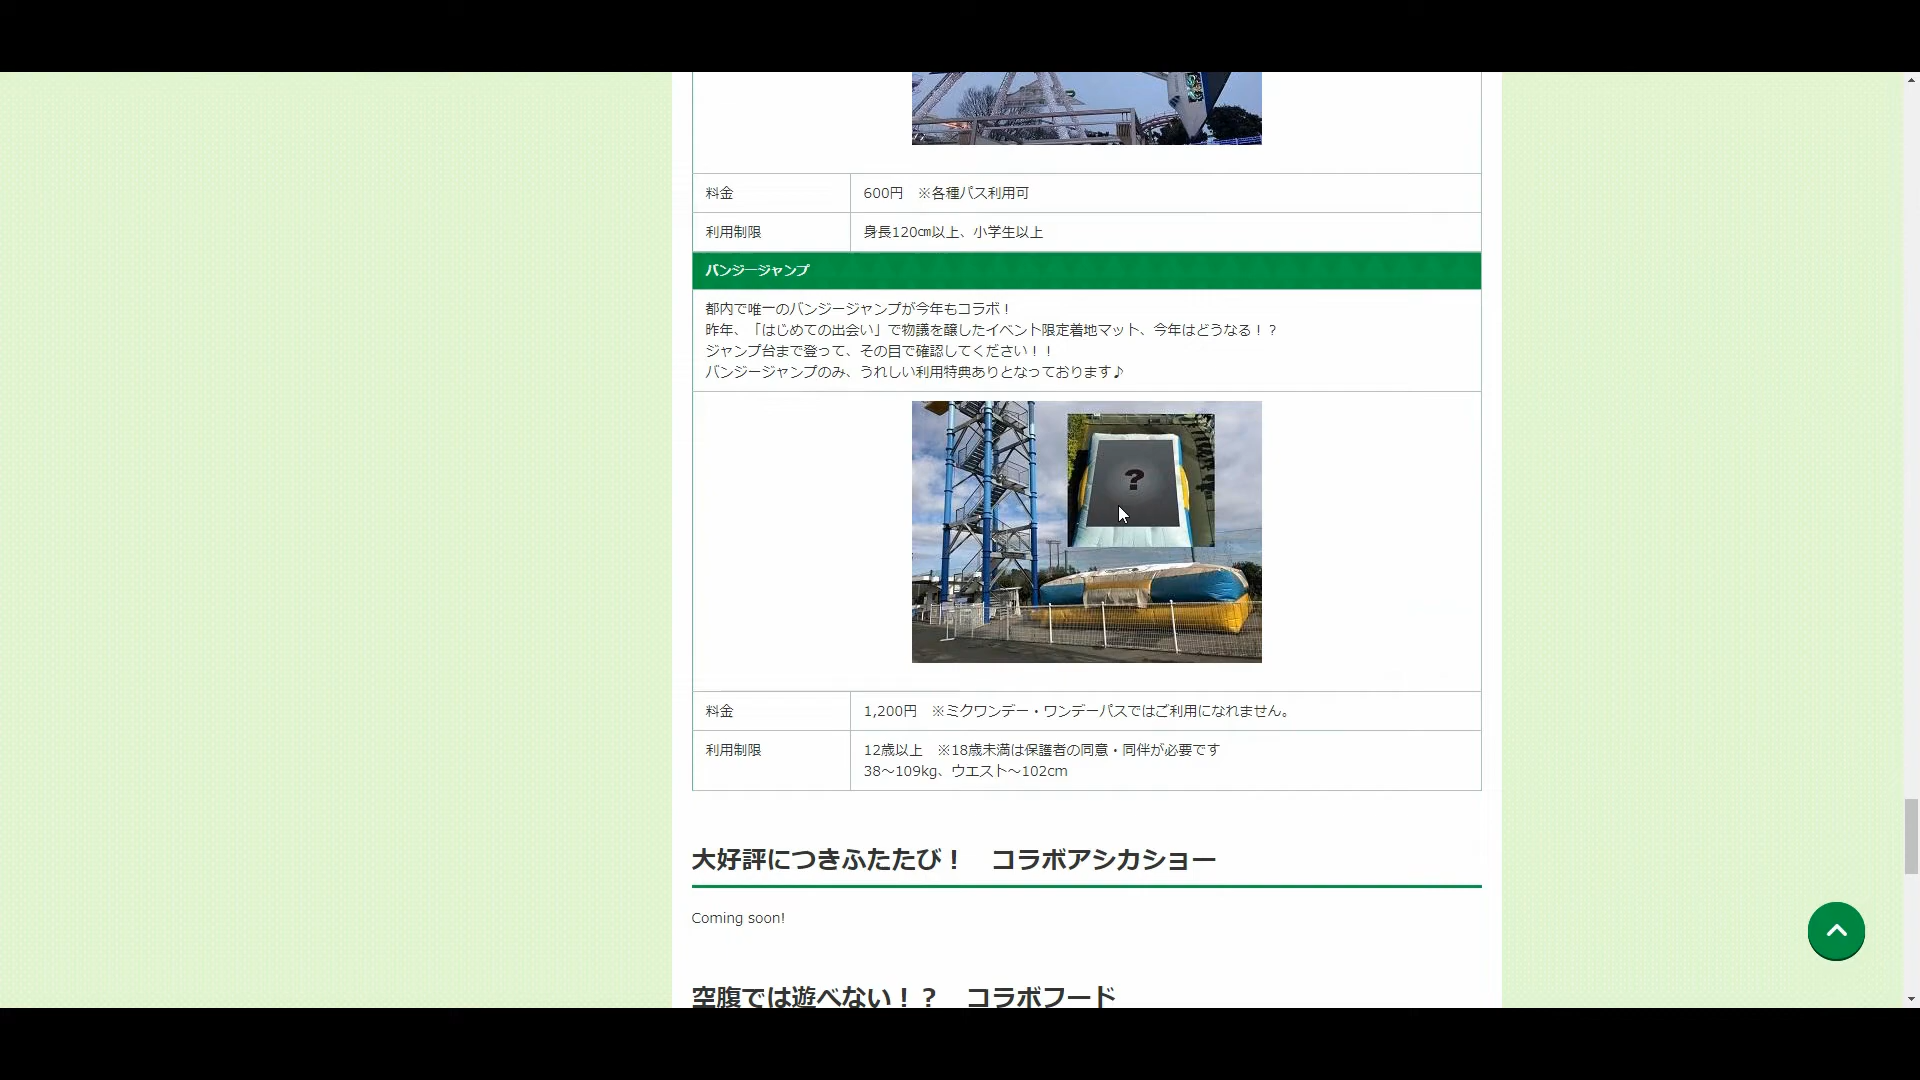 料金
600円　※各種パス利用可
利用制限
身長120㎝以上、小学生以上
バンジージャンプ
都内で唯一のバンジージャンプが今年もコラボ！
昨年、「はじめての出会い」で物議を醸したイベント限定着地マット、今年はどうなる！？
ジャンプ台まで登って、その目で確認してください！！
バンジージャンプのみ、うれしい利用特典ありとなっております♪
?
料金
1,200円　※ミクワンデー・ワンデーパスではご利用になれません。
利用制限
12歳以上　※18歳未満は保護者の同意・同伴が必要です
38～109kg、ウエスト～102cm
大好評につきふたたび！　コラボアシカショー
Coming soon!
空腹では遊べない！？　コラボフード